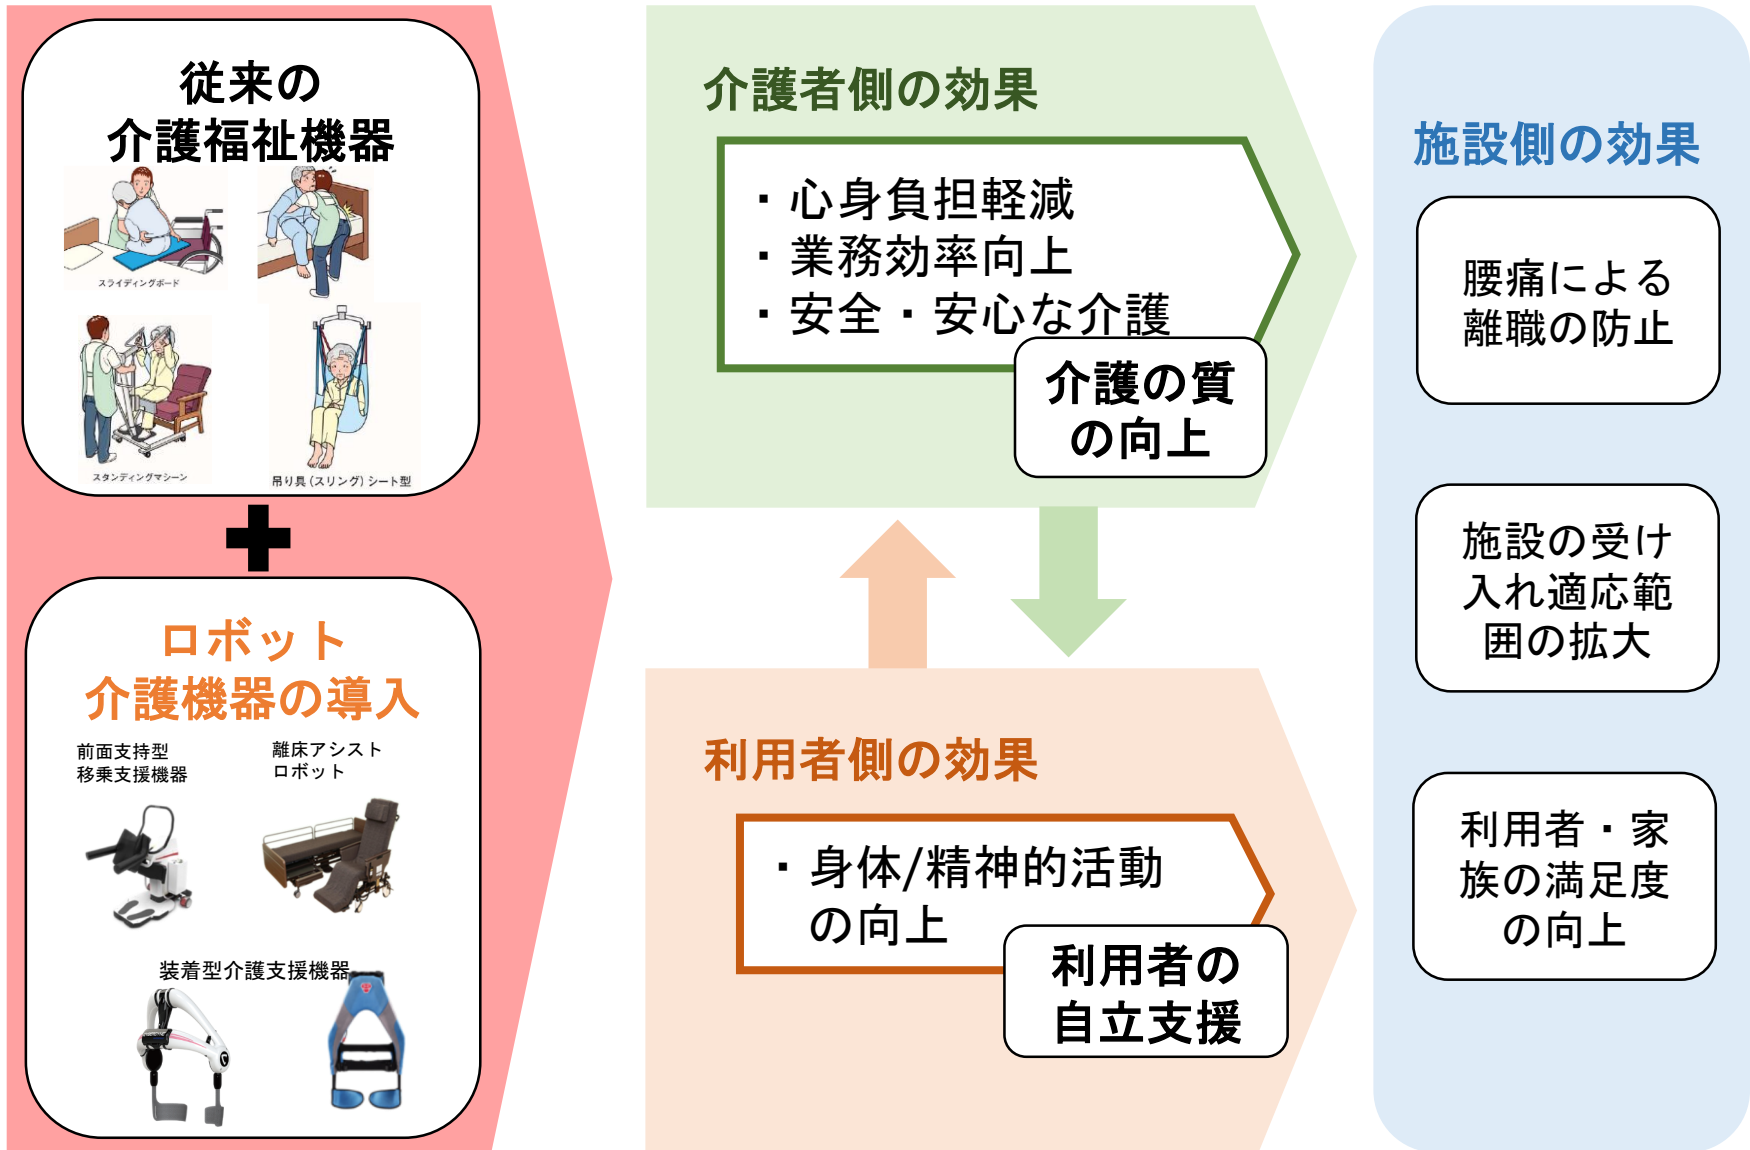 従来の
介護福祉機器
スライディングボード
スタンディングマシーン
吊り具(スリング)シート型
ロボット
介護機器の導入
前面支持型
移乗支援機器
離床アシスト
ロボット
装着型介護支援機器
介護者側の効果
・心身負担軽減
・業務効率向上
・安全・安心な介護
介護の質
の向上
利用者側の効果
・身体/精神的活動
の向上
利用者の
自立支援
施設側の効果
腰痛による
離職の防止
施設の受け
入れ適応範
囲の拡大
利用者・家
族の満足度
の向上